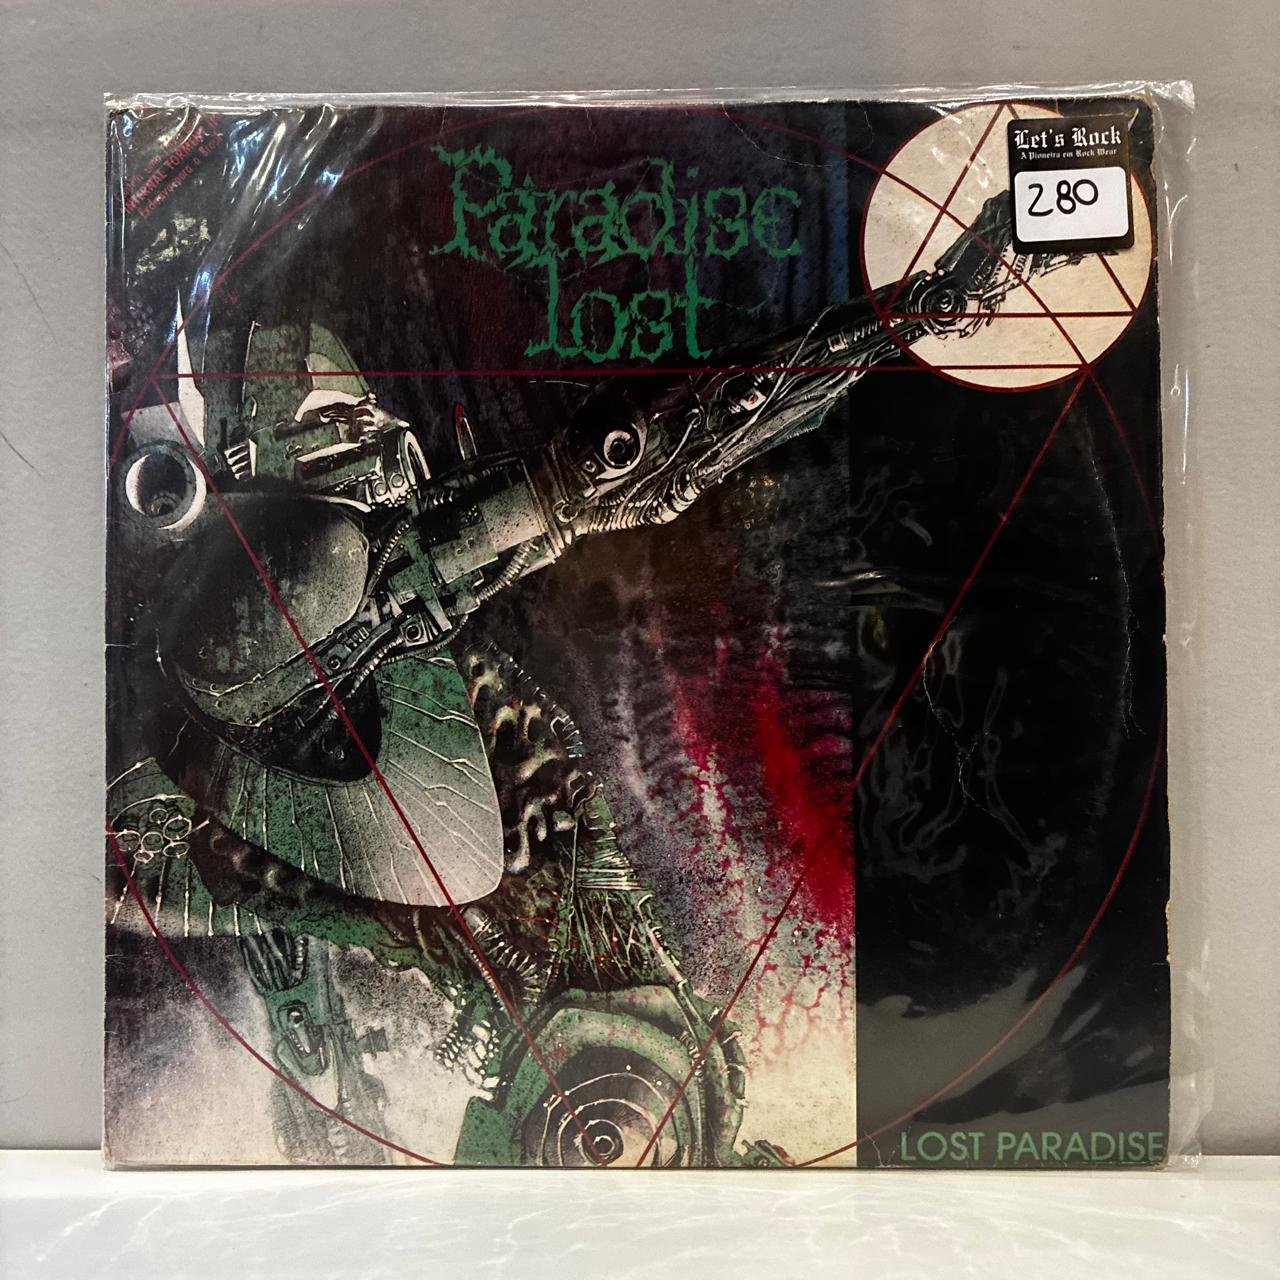 Paradise
Lost
Let's Rock
A Pioneira em Rock Wear
280
LOST PARADISE